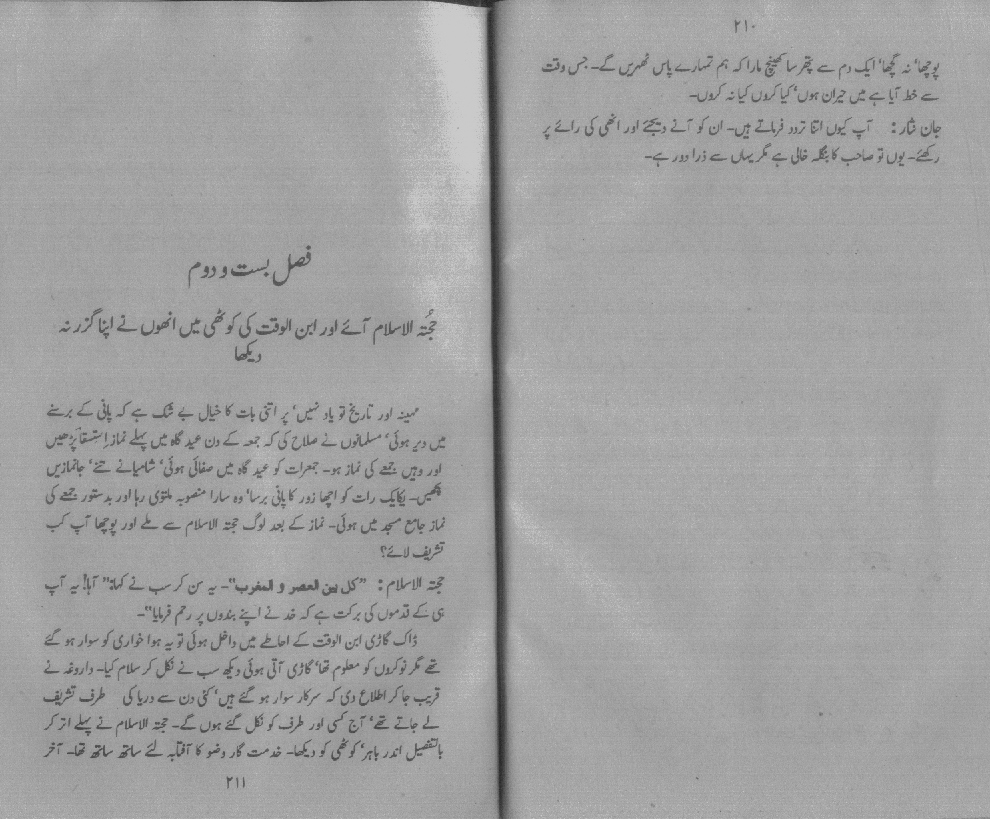 ۲۱۰
پوچھا‘ نہ گچھا‘ ایک دم سے پتھر سا کھینچ مارا کہ ہم تمہارے پاس ٹھہریں گے۔ جس وقت
سے خط آیا ہے میں حیران ہوں‘ کیا کروں کیا نہ کروں۔
جان نثار : آپ کیوں اتنا تردد فرماتے ہیں۔ ان کو آنے دیجئے اور انھی کی رائے پر
رکھئے۔ یوں تو صاحب کا بنگلہ خالی ہے مگر یہاں سے ذرا دور ہے۔
فصل بست و دوم
حجتہ الاسلام آئے اور ابن الوقت کی کوٹھی میں انھوں نے اپنا گزر نہ
دیکھا
مہینہ اور تاریخ تو یاد نہیں‘ پر اتنی بات کا خیال بے شک ہے کہ پانی کے برسنے
میں دیر ہوئی‘ مسلمانوں نے صلاح کی کہ جمعہ کے دن عید گاہ میں پہلے نماز استسقا پڑھیں
اور وہیں جمعے کی نماز ہو۔ جمعرات کو عید گاہ میں صفائی ہوئی‘ شامیانے تنے‘ جانمازیں
بچھیں۔ یکایک رات کو اچھا زور کا پانی برسا‘ وہ سارا منصوبہ ملتوی رہا اور بدستور جمعے کی
نماز جامع مسجد میں ہوئی۔ نماز کے بعد لوگ حجتہ الاسلام سے ملے اور پوچھا آپ کب
تشریف لائے؟
حجتہ الاسلام : ”کل بین العصر و المغرب“۔ یہ سن کر سب نے کہا: ”آہا! یہ آپ
ہی کے قدموں کی برکت ہے کہ خد نے اپنے بندوں پر رحم فرمایا“۔
ڈاک گاڑی ابن الوقت کے احاطے میں داخل ہوئی تو یہ ہوا خواری کو سوار ہو گئے
تھے مگر نوکروں کو معلوم تھا‘ گاڑی آتی ہوئی دیکھ سب نے نکل کر سلام کیا۔ داروغہ نے
قریب جا کر اطلاع دی کہ سرکار سوار ہو گئے ہیں‘ کئی دن سے دریا کی طرف تشریف
لے جاتے تھے‘ آج کسی اور طرف کو نکل گئے ہوں گے۔ حجتہ الاسلام نے پہلے اتر کر
بالتفصیل اندر باہر‘ کوٹھی کو دیکھا۔ خدمت گار وضو کا آفتابہ لئے ساتھ ساتھ تھا۔ آخر
۲۱۱